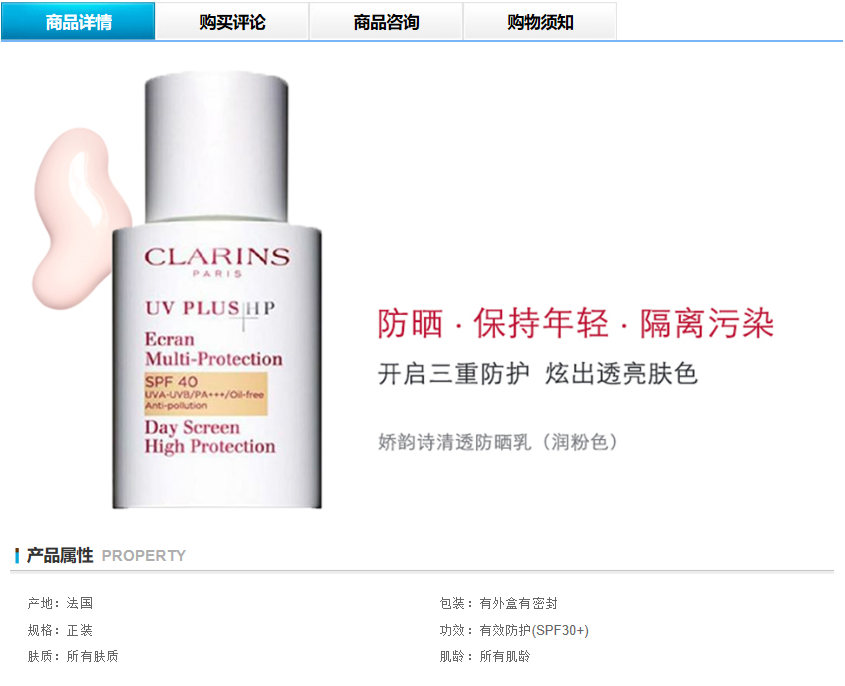 商品详情 购买评论 商品咨询 购物须知
CLARINS
PARIS
UV PLUS HP
Ecran
Multi-Protection
SPF 40
UVA-UVB/PA+++/Oil-free
Anti-pollution
Day Screen
High Protection
防晒 · 保持年轻 · 隔离污染
开启三重防护 炫出透亮肤色
娇韵诗清透防晒乳（润粉色）
产品属性 PROPERTY
产地：法国 包装：有外盒有密封
规格：正装 功效：有效防护(SPF30+)
肤质：所有肤质 肌龄：所有肌龄